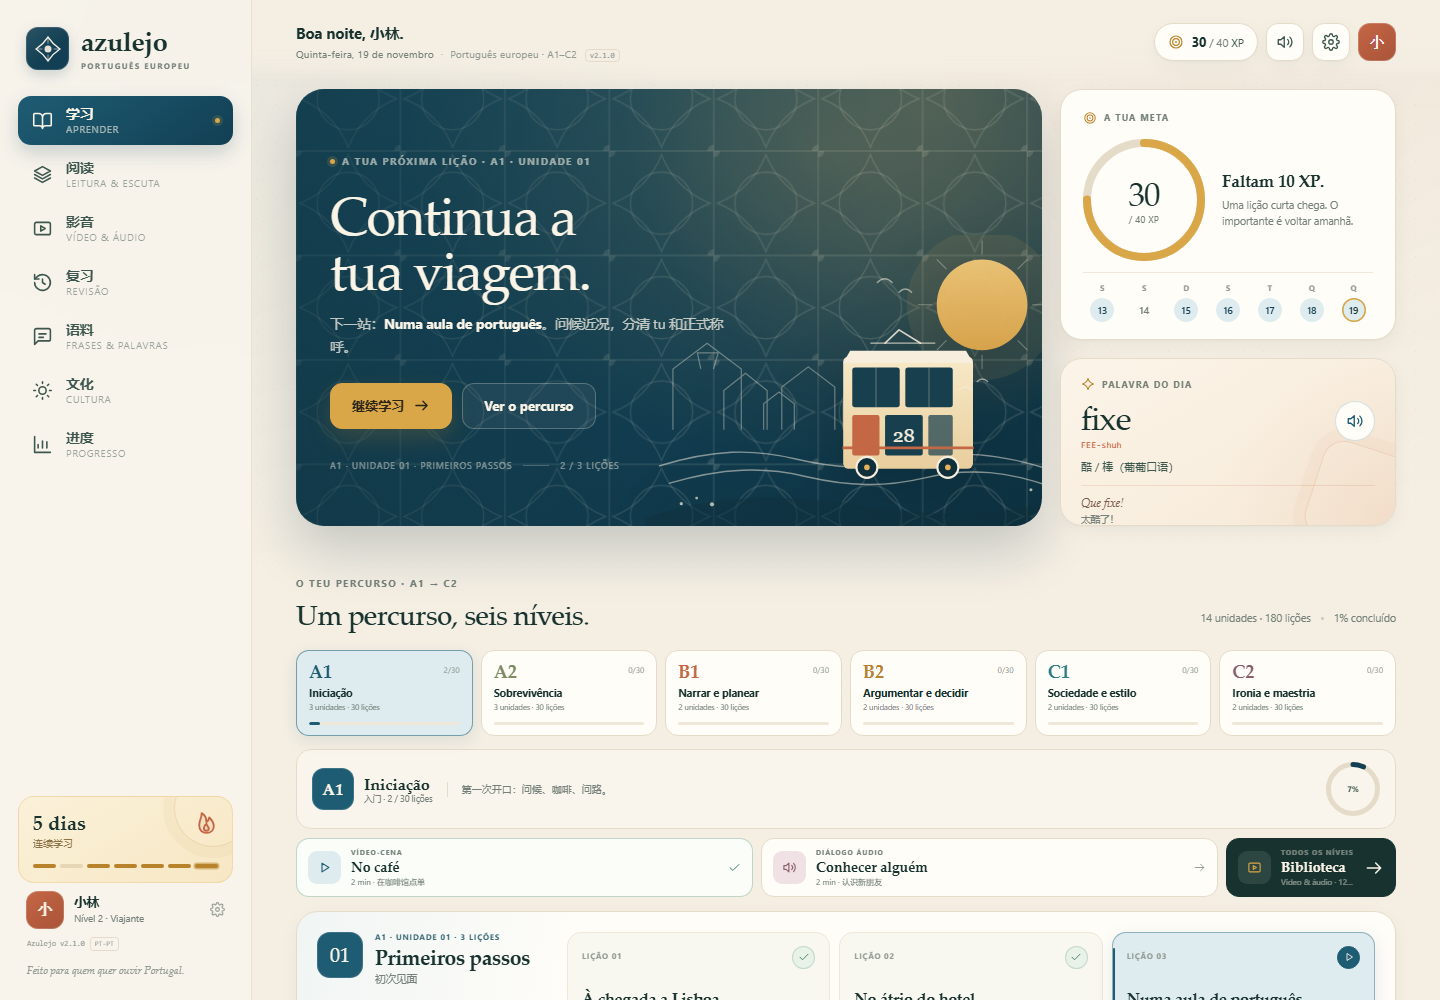 azulejo
PORTUGUÊS EUROPEU
学习
APRENDER
阅读
LEITURA & ESCUTA
影音
VÍDEO & ÁUDIO
复习
REVISÃO
语料
FRASES & PALAVRAS
文化
CULTURA
进度
PROGRESSO
5 dias
连续学习
小
小林
Nível 2 · Viajante
Azulejo v2.1.0 PT-PT
Feito para quem quer ouvir Portugal.
Boa noite, 小林.
Quinta-feira, 19 de novembro · Português europeu · A1–C2 v2.1.0
30 / 40 XP
小
A TUA PRÓXIMA LIÇÃO · A1 · UNIDADE 01
Continua a
tua viagem.
下一站：Numa aula de português。问候近况，分清 tu 和正式称
呼。
继续学习 →
Ver o percurso
A1 · UNIDADE 01 · PRIMEIROS PASSOS 2 / 3 LIÇÕES
28
A TUA META
30
/ 40 XP
Faltam 10 XP.
Uma lição curta chega. O
importante é voltar amanhã.
S S D S T Q Q
13 14 15 16 17 18 19
PALAVRA DO DIA
fixe
FEE-shuh
酷 / 棒（葡萄口语）
Que fixe!
太酷了！
O TEU PERCURSO · A1 → C2
Um percurso, seis níveis.
14 unidades · 180 lições • 1% concluído
A1 2/30
Iniciação
3 unidades · 30 lições
A2 0/30
Sobrevivência
3 unidades · 30 lições
B1 0/30
Narrar e planear
2 unidades · 30 lições
B2 0/30
Argumentar e decidir
2 unidades · 30 lições
C1 0/30
Sociedade e estilo
2 unidades · 30 lições
C2 0/30
Ironia e maestria
2 unidades · 30 lições
A1
Iniciação
入门 · 2 / 30 lições
第一次开口：问候、咖啡、问路。
7%
VÍDEO-CENA
No café
2 min · 在咖啡馆点单
DIÁLOGO ÁUDIO
Conhecer alguém
2 min · 认识新朋友
→
TODOS OS NÍVEIS
Biblioteca
Vídeo & áudio · 12...
→
01
A1 · UNIDADE 01 · 3 LIÇÕES
Primeiros passos
初次见面
LIÇÃO 01
À chegada a Lisboa
LIÇÃO 02
No átrio do hotel
LIÇÃO 03
Numa aula de português